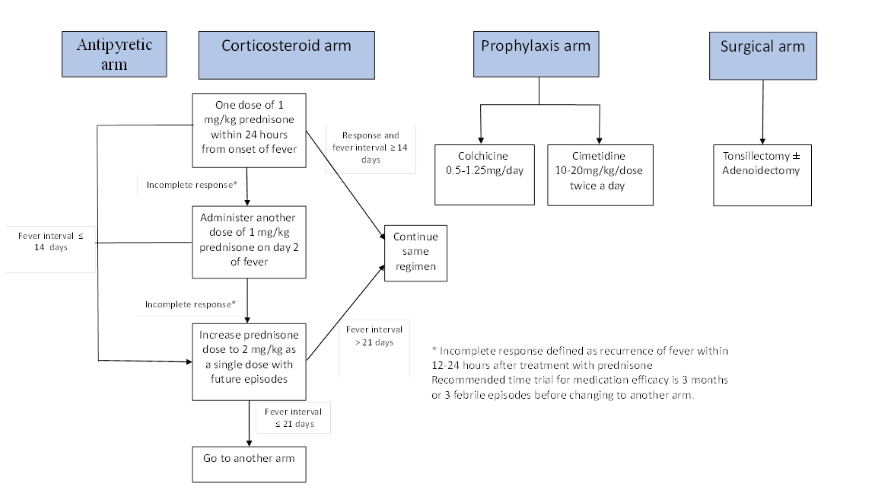 Antipyretic
arm
Corticosteroid arm
Prophylaxis arm
Surgical arm
One dose of 1
mg/kg prednisone
within 24 hours
from onset of fever
Response and
fever interval ≥ 14
days
Colchicine
0.5-1.25mg/day
Cimetidine
10-20mg/kg/dose
twice a day
Tonsillectomy ±
Adenoidectomy
Incomplete response*
Administer another
dose of 1 mg/kg
prednisone on day 2
of fever
Fever interval ≤
14 days
Continue
same
regimen
Incomplete response*
Increase prednisone
dose to 2 mg/kg as
a single dose with
future episodes
Fever interval
> 21 days
* Incomplete response defined as recurrence of fever within
12-24 hours after treatment with prednisone
Recommended time trial for medication efficacy is 3 months
or 3 febrile episodes before changing to another arm.
Fever interval
≤ 21 days
Go to another arm